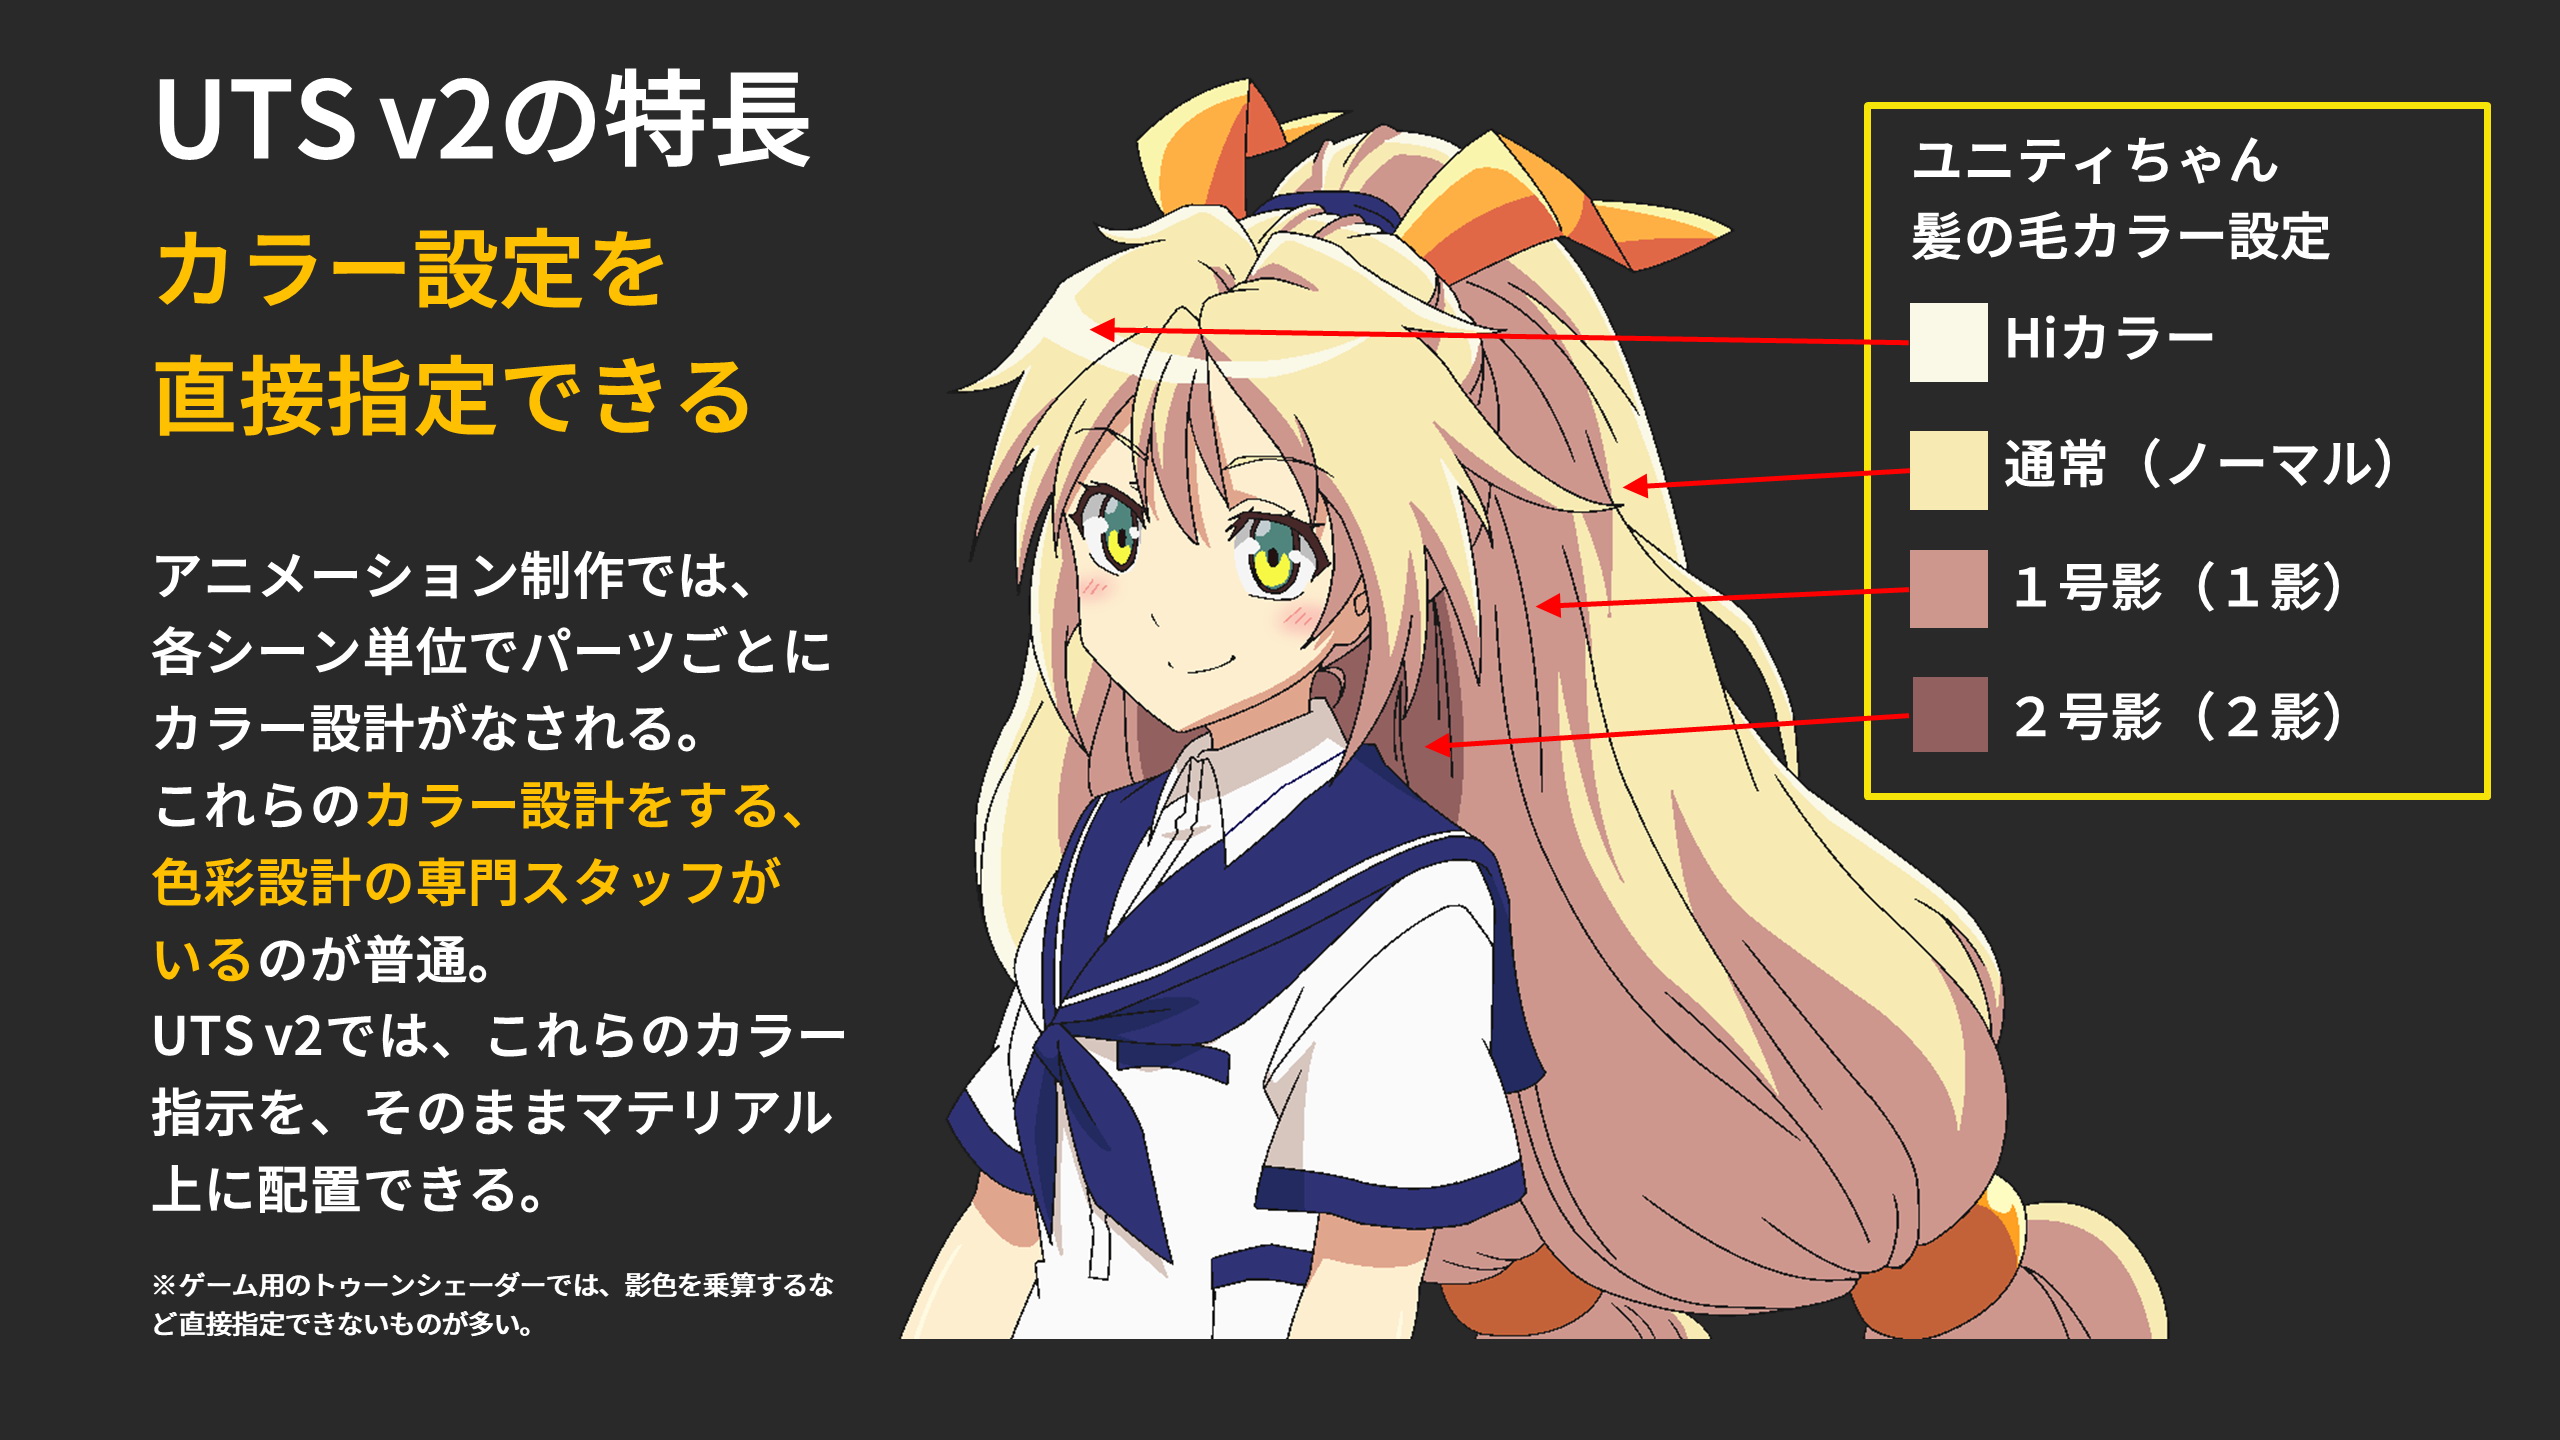 UTS v2の特長
カラー設定を
直接指定できる
アニメーション制作では、
各シーン単位でパーツごとに
カラー設計がなされる。
これらのカラー設計をする、
色彩設計の専門スタッフが
いるのが普通。
UTS v2では、これらのカラー
指示を、そのままマテリアル
上に配置できる。
※ゲーム用のトゥーンシェーダーでは、影色を乗算するな
ど直接指定できないものが多い。
ユニティちゃん
髪の毛カラー設定
Hiカラー
通常（ノーマル）
１号影（１影）
２号影（２影）